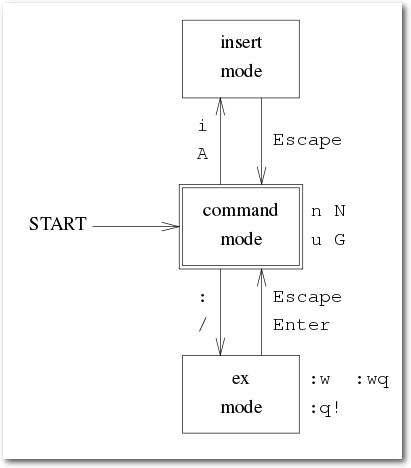 insert
mode
i
A
Escape
START
command
mode
n N
u G
:
/
Escape
Enter
ex
mode
:w :wq
:q!